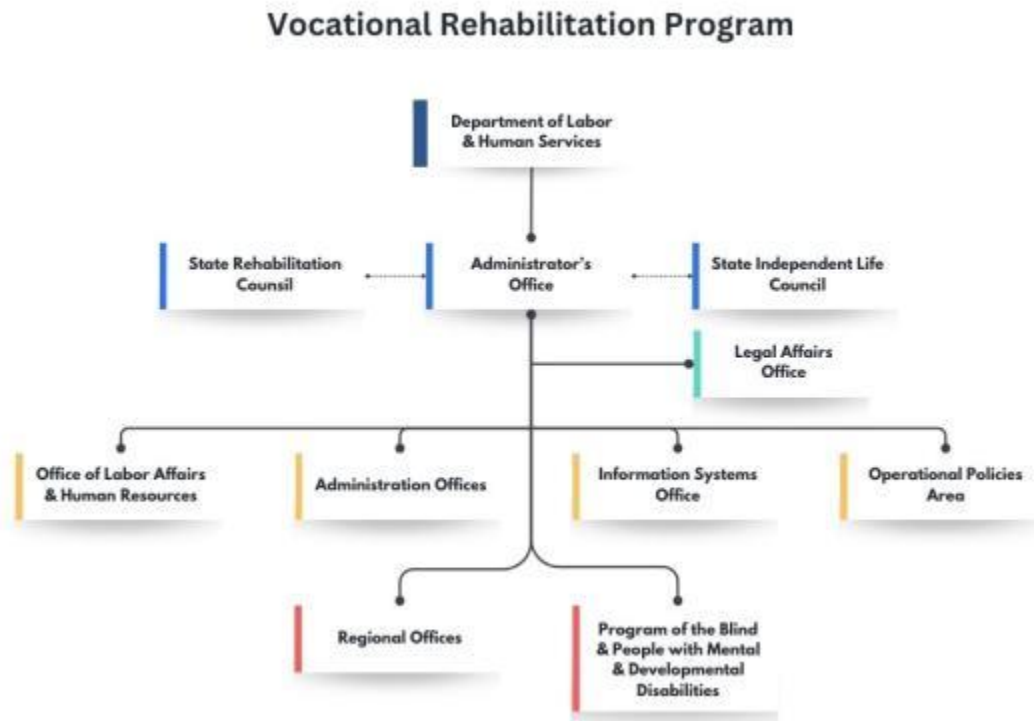 Vocational Rehabilitation Program
Department of Labor
& Human Services
State Rehabilitation
Counsil
Administrator's
Office
State Independent Life
Council
Legal Affairs
Office
Office of Labor Affairs
& Human Resources
Administration Offices
Information Systems
Office
Operational Policies
Area
Regional Offices
Program of the Blind
& People with Mental
& Developmental
Disabilities